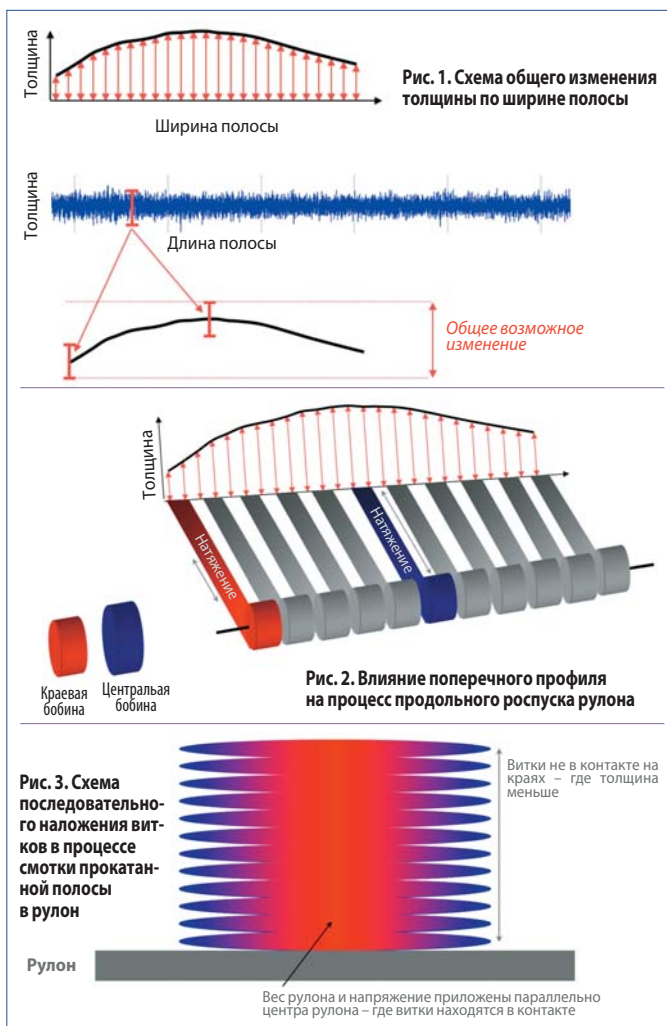 Толщина
Рис. 1. Схема общего изменения
толщины по ширине полосы
Ширина полосы
Толщина
Длина полосы
Общее возможное
изменение
Толщина
Натяжение
Натяжение
Краевая
бобина
Центральая
бобина
Рис. 2. Влияние поперечного профиля
на процесс продольного роспуска рулона
Рис. 3. Схема
последовательно-
го наложения вит-
ков в процессе
смотки прокатан-
ной полосы
в рулон
Витки не в контакте на
краях – где толщина
меньше
Рулон
Вес рулона и напряжение приложены параллельно
центра рулона – где витки находятся в контакте